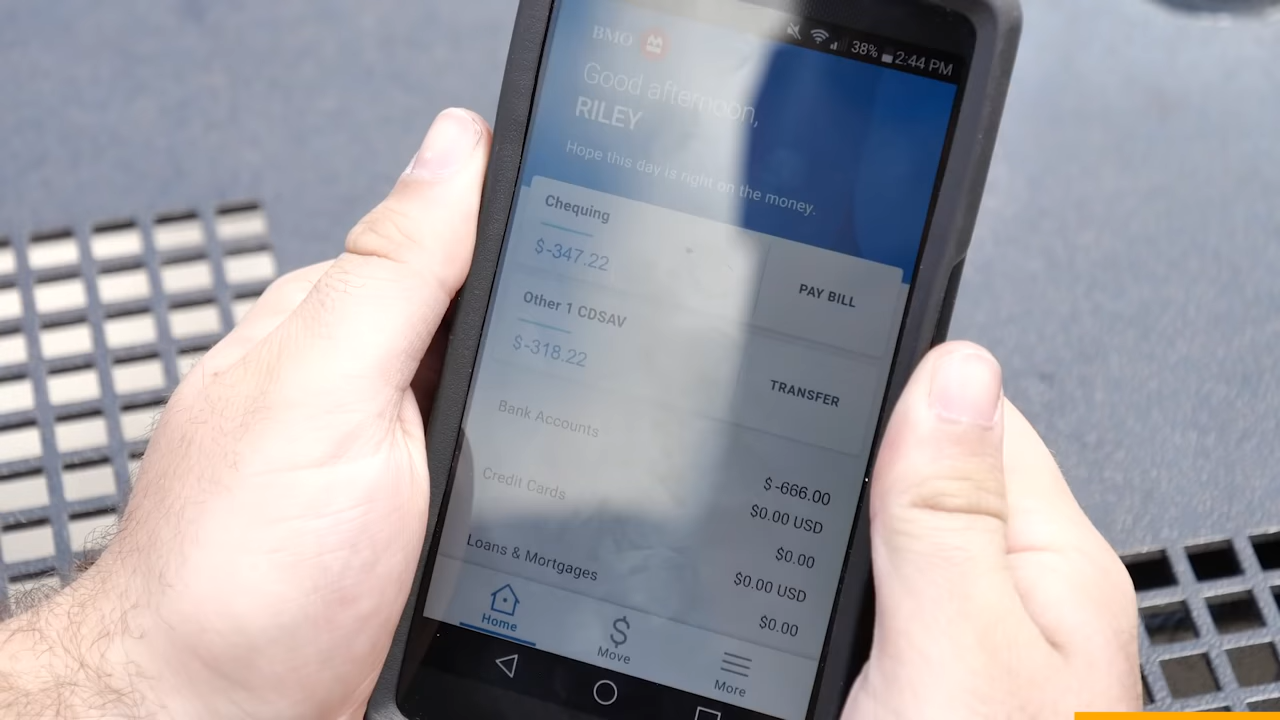 BMO
38% 2:44 PM
Good afternoon,
RILEY
Hope this day is right on the money.
Chequing
$-347.22
PAY BILL
Other 1 CDSAV
$-318.22
TRANSFER
Bank Accounts
$-666.00
$0.00 USD
Credit Cards
$0.00
$0.00 USD
Loans & Mortgages
$0.00
Home
Move
More